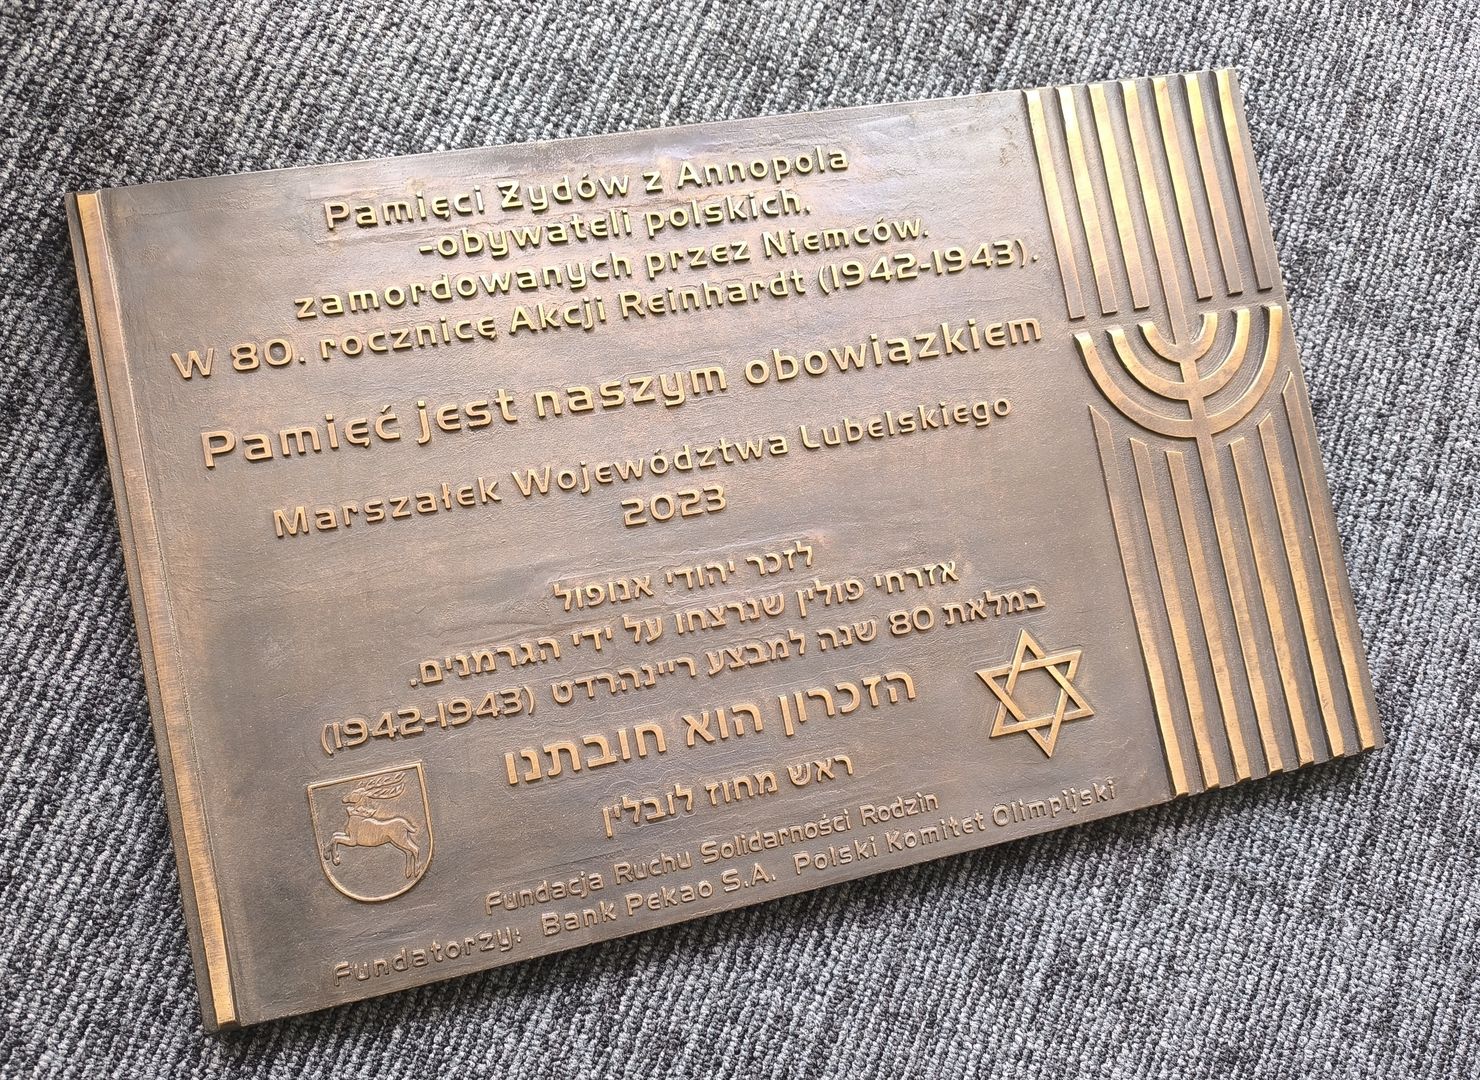 Pamięci Żydów z Annopola
-obywateli polskich,
zamordowanych przez Niemców.
W 80. rocznicę Akcji Reinhardt (1942-1943).
Pamięć jest naszym obowiązkiem
Marszałek Województwa Lubelskiego
2023
לזכר יהודי אנופול
אזרחי פולין שנרצחו על ידי הגרמנים.
במלאת 80 שנה למבצע ריינהרדט (1942-1943)
הזכרון הוא חובתנו
ראש מחוז לובלין
Fundacja Ruchu Solidarności Rodzin
Fundatorzy: Bank Pekao S.A. Polski Komitet Olimpijski